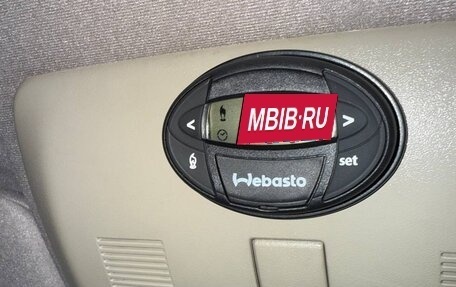 MBIB·RU
< >
set
Webasto